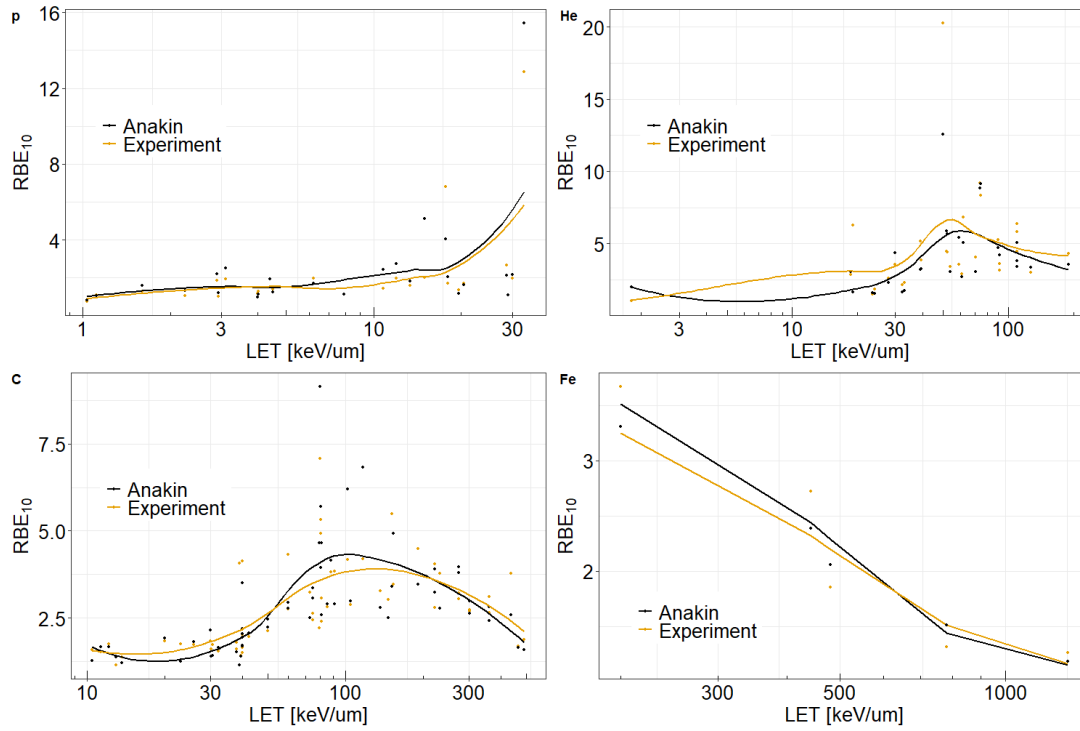 p
16
12
8
4
RBE10
Anakin
Experiment
1
3
10
30
LET [keV/um]
He
20
15
10
5
RBE10
Anakin
Experiment
3
10
30
100
LET [keV/um]
C
7.5
5.0
2.5
RBE10
Anakin
Experiment
10
30
100
300
LET [keV/um]
Fe
3
2
RBE10
Anakin
Experiment
300
500
1000
LET [keV/um]